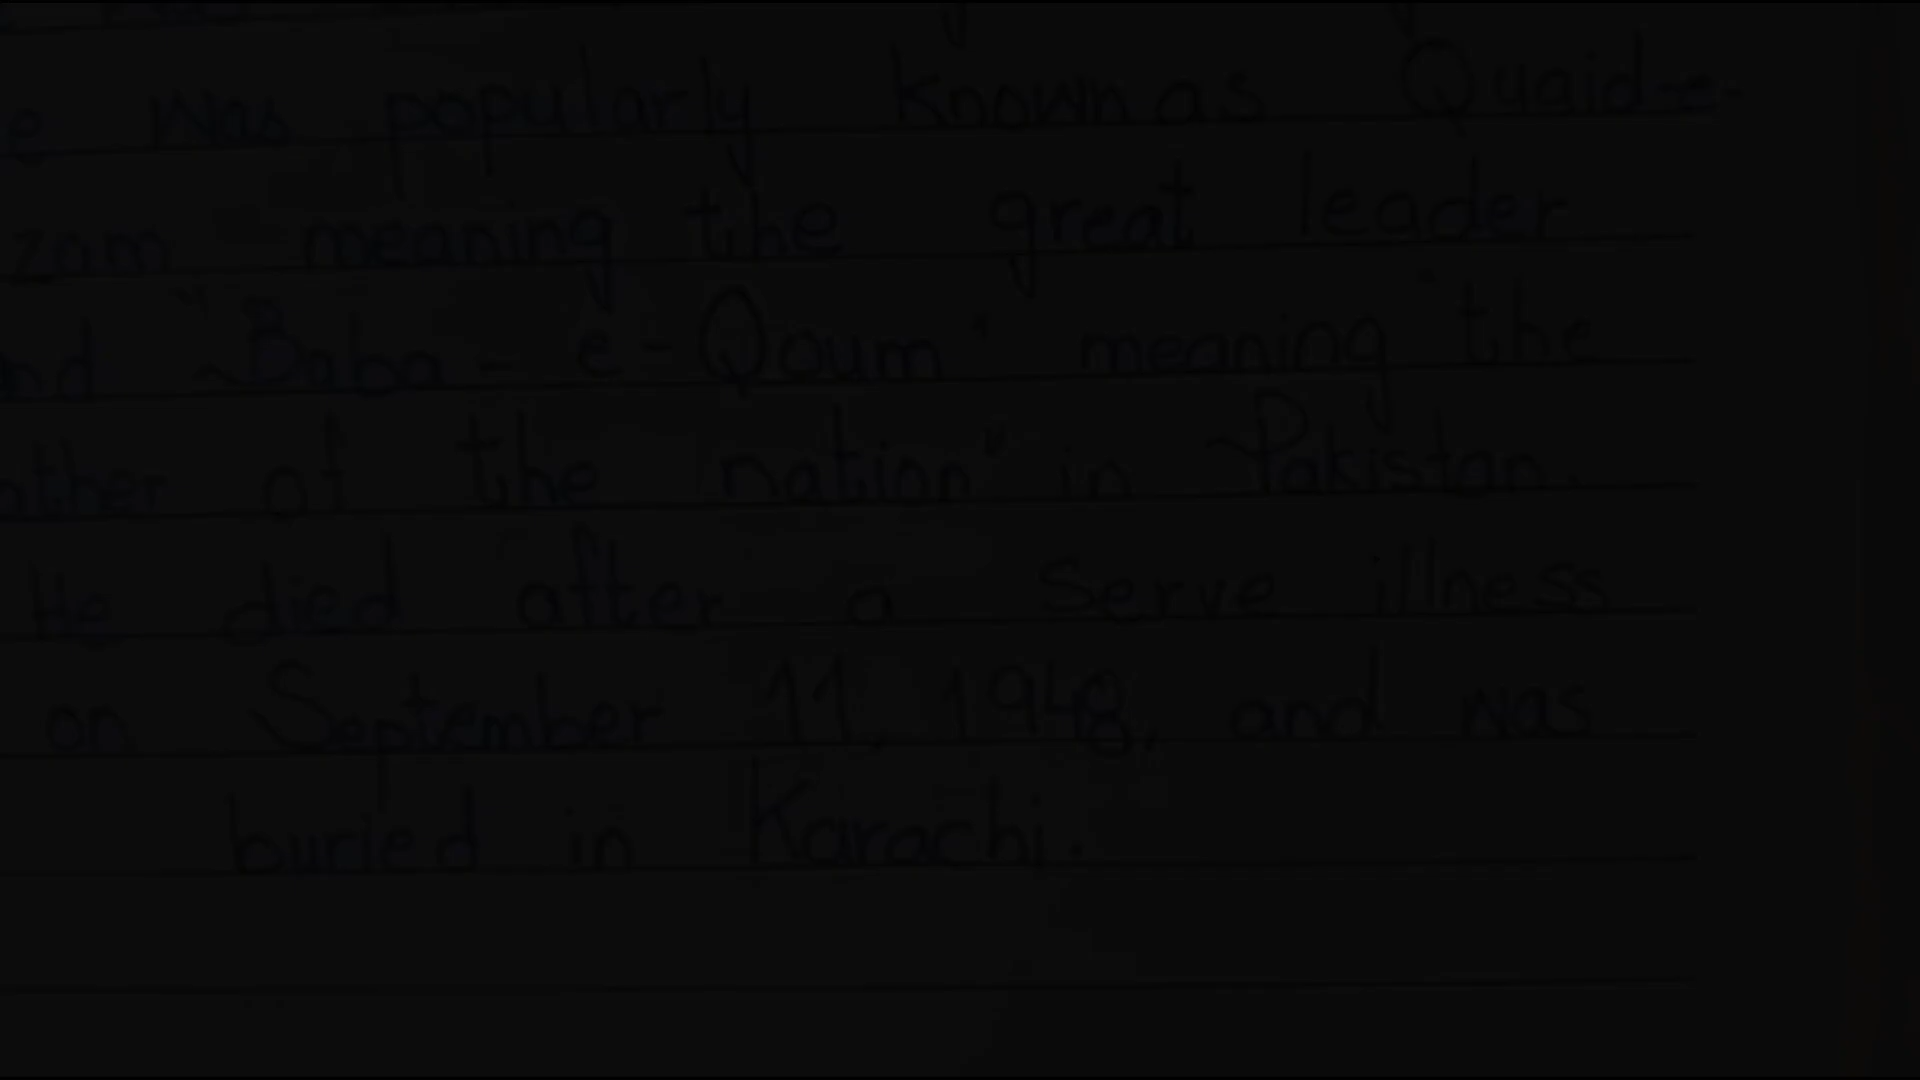 e was popularly known as Quaid-e-
zam meaning the great leader
nd "Baba - e - Qoum" meaning "the
ather of the nation" in Pakistan.
He died after a Serve illness
on September 11, 1948, and was
buried in Karachi.